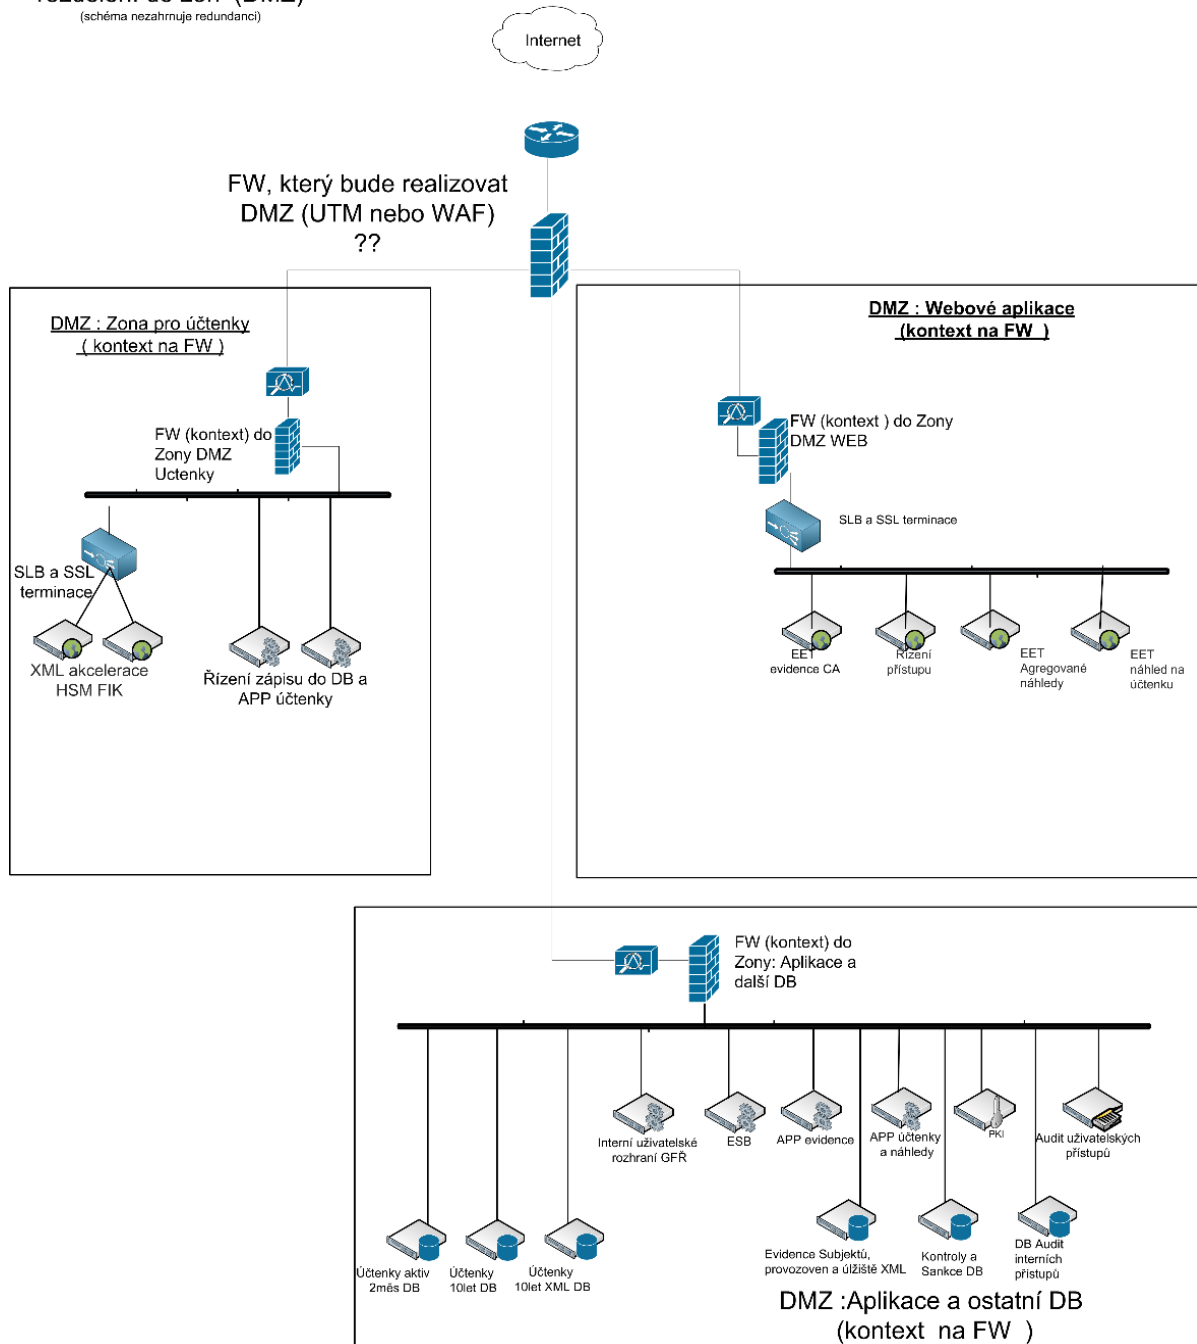 rozdělení do zón (DMZ)
(schéma nezahrnuje redundanci)
Internet
FW, který bude realizovat
DMZ (UTM nebo WAF)
??
DMZ : Zona pro účtenky
( kontext na FW )
FW (kontext) do
Zony DMZ
Uctenky
SLB a SSL
terminace
XML akcelerace
HSM FIK
Řízení zápisu do DB a
APP účtenky
DMZ : Webové aplikace
(kontext na FW )
FW (kontext ) do Zony
DMZ WEB
SLB a SSL terminace
EET
evidence CA
Řízení
přístupu
EET
Agregované
náhledy
EET
náhled na
účtenku
FW (kontext) do
Zony: Aplikace a
další DB
Interní uživatelské
rozhraní GFŘ
ESB
APP evidence
APP účtenky
a náhledy
PKI
Audit uživatelských
přístupů
Účtenky aktiv
2měs DB
Účtenky
10let DB
Účtenky
10let XML DB
Evidence Subjektů,
provozoven a úlžiště XML
Kontroly a
Sankce DB
DB Audit
interních
přístupů
DMZ :Aplikace a ostatní DB
(kontext na FW )